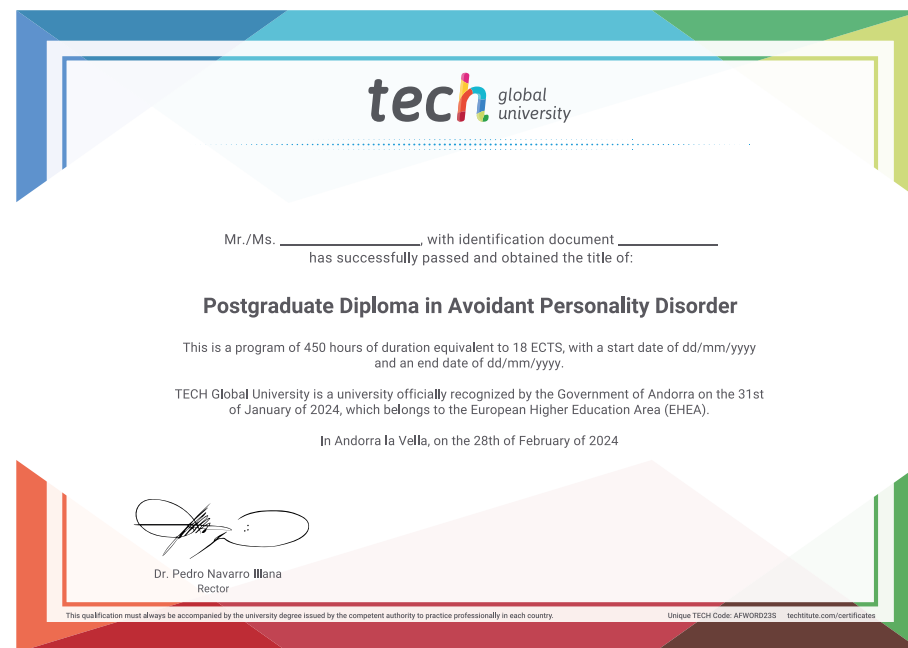 tech global
university
Mr./Ms. ____________, with identification document ____________
has successfully passed and obtained the title of:
Postgraduate Diploma in Avoidant Personality Disorder
This is a program of 450 hours of duration equivalent to 18 ECTS, with a start date of dd/mm/yyyy
and an end date of dd/mm/yyyy.
TECH Global University is a university officially recognized by the Government of Andorra on the 31st
of January of 2024, which belongs to the European Higher Education Area (EHEA).
In Andorra la Vella, on the 28th of February of 2024
Dr. Pedro Navarro Illana
Rector
This qualification must always be accompanied by the university degree issued by the competent authority to practice professionally in each country. Unique TECH Code: AFWORD23S techtitute.com/certificates